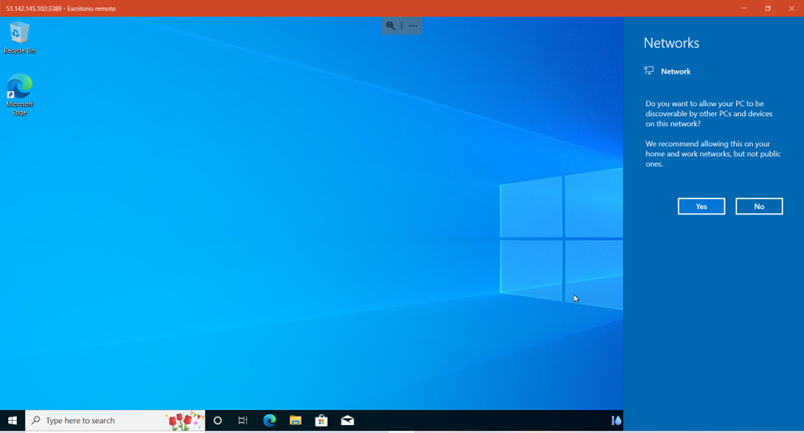 51.142.145.102:3389 - Escritorio remoto
Recycle Bin
Microsoft
Edge
Networks
Network
Do you want to allow your PC to be
discoverable by other PCs and devices
on this network?
We recommend allowing this on your
home and work networks, but not public
ones.
Yes
No
Type here to search